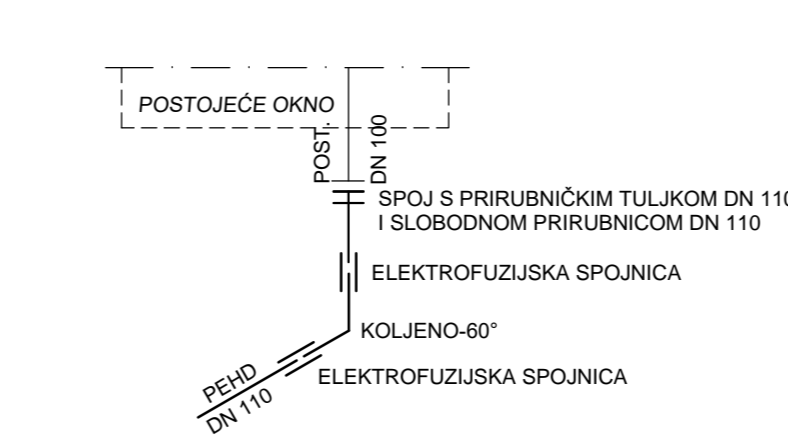 POSTOJEĆE OKNO
POST.
DN 100
SPOJ S PRIRUBNIČKIM TULJKOM DN 110
I SLOBODNOM PRIRUBNICOM DN 110
ELEKTROFUZIJSKA SPOJNICA
KOLJENO-60°
ELEKTROFUZIJSKA SPOJNICA
PEHD
DN 110